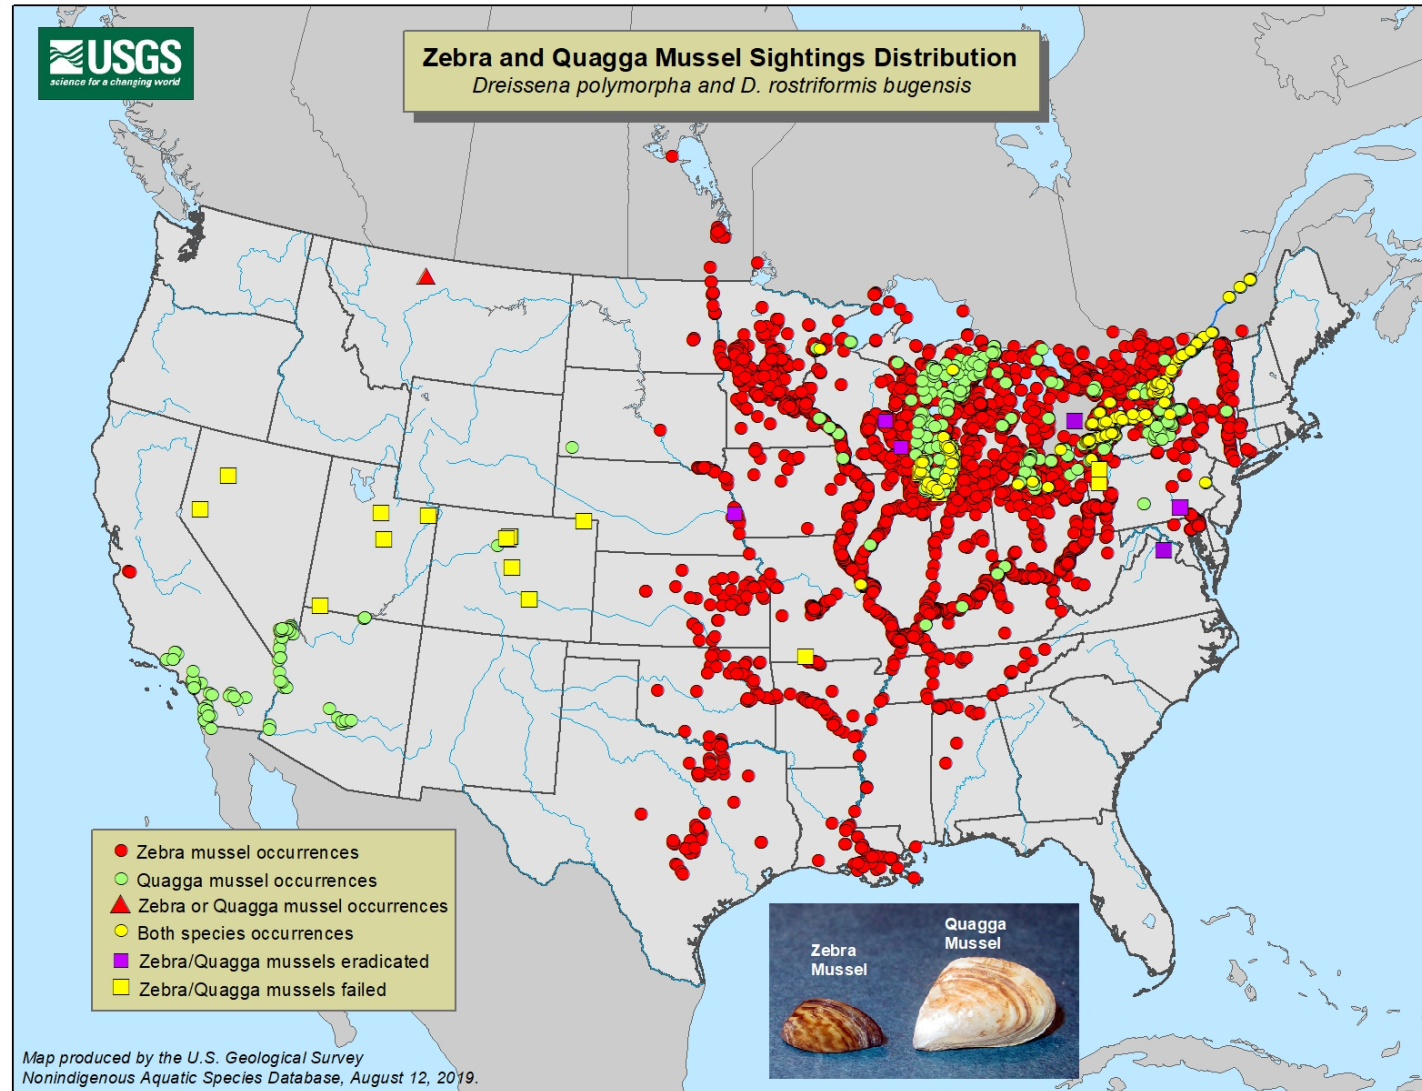 USGS
science for a changing world
Zebra and Quagga Mussel Sightings Distribution
Dreissena polymorpha and D. rostriformis bugensis
Zebra mussel occurrences
Quagga mussel occurrences
Zebra or Quagga mussel occurrences
Both species occurrences
Zebra/Quagga mussels eradicated
Zebra/Quagga mussels failed
Zebra
Mussel
Quagga
Mussel
Map produced by the U.S. Geological Survey
Nonindigenous Aquatic Species Database, August 12, 2019.